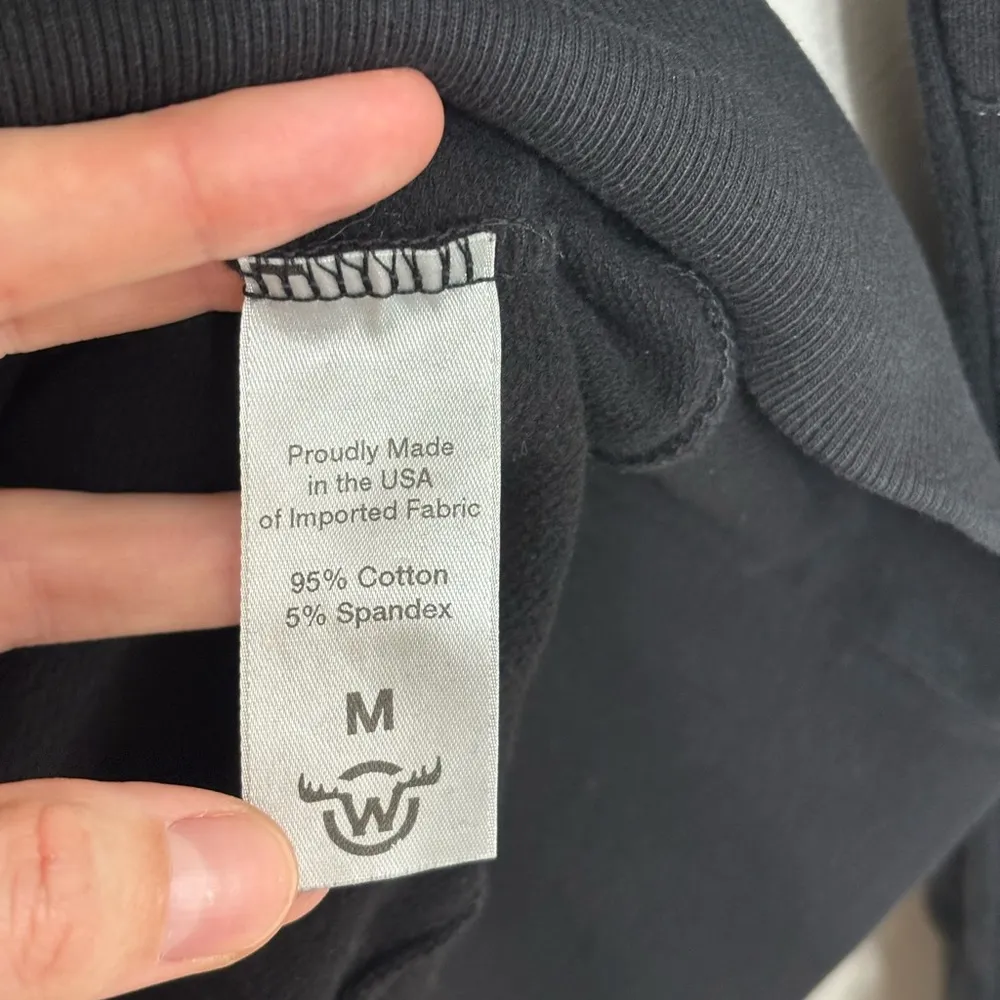 Proudly Made
in the USA
of Imported Fabric
95% Cotton
5% Spandex
M
W